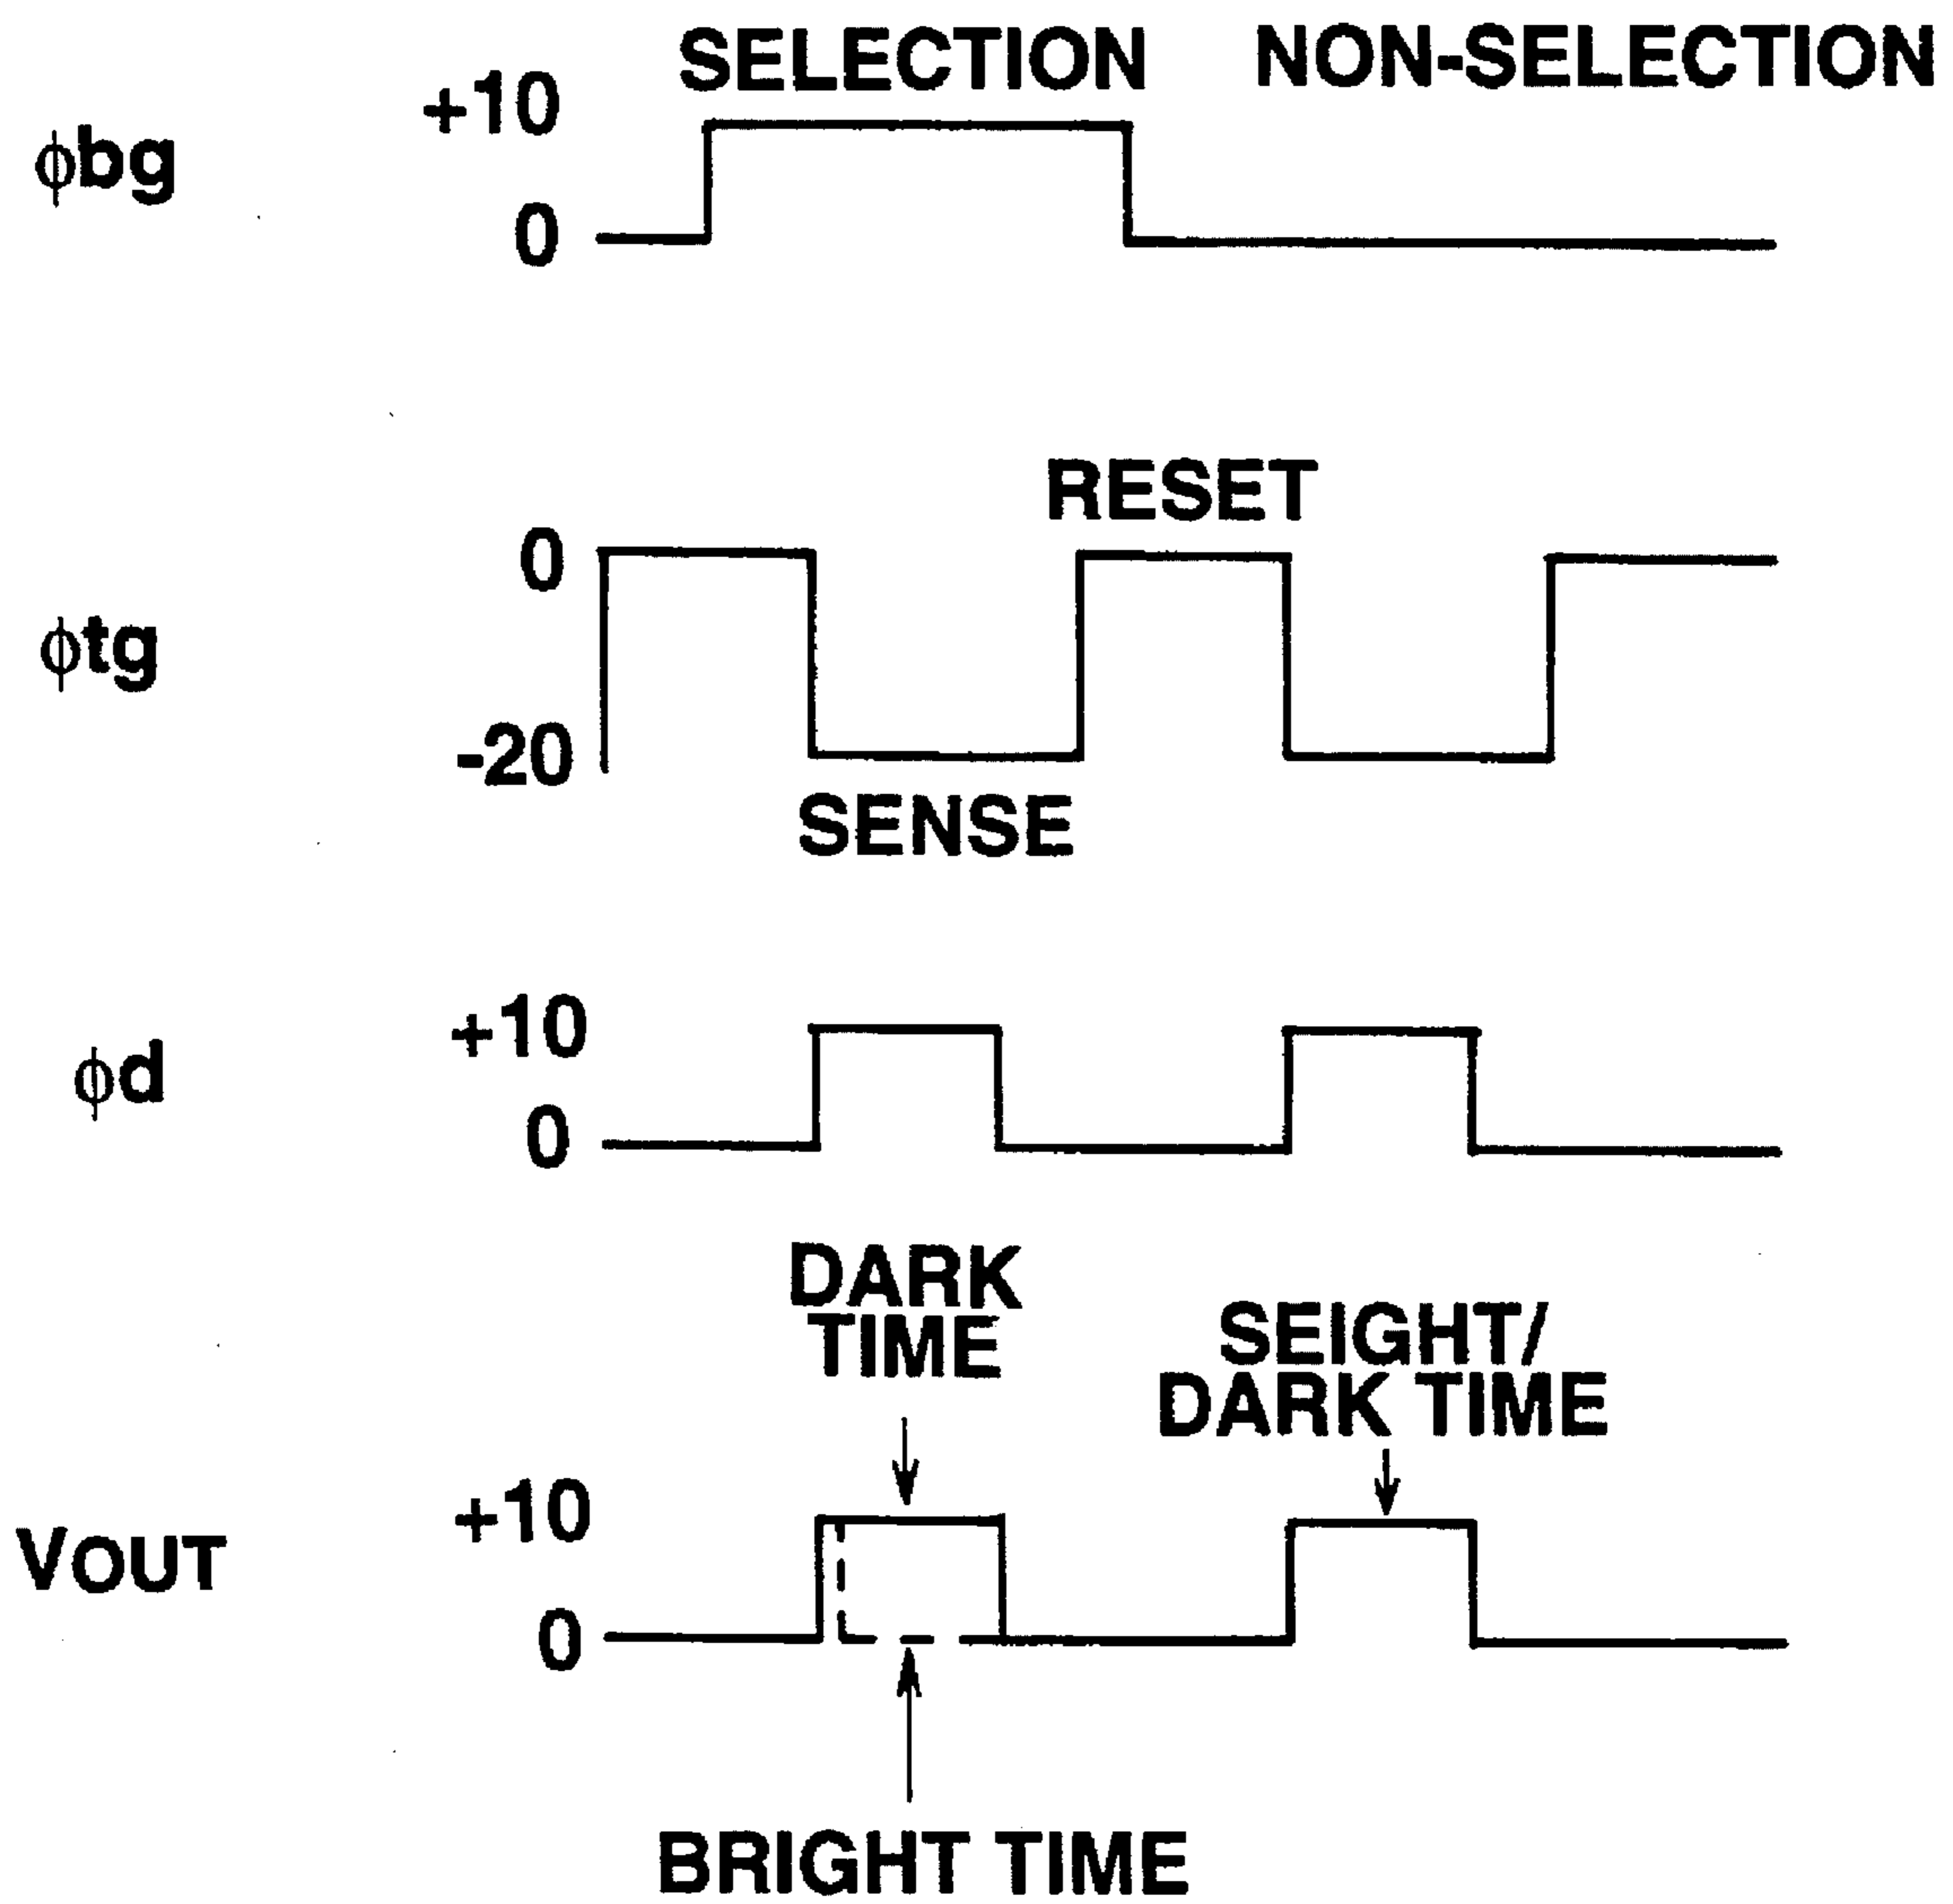 SELECTION NON-SELECTION
+10
ϕbg
0
RESET
0
ϕtg
-20
SENSE
+10
ϕd
0
DARK
TIME
SEIGHT/
DARK TIME
+10
VOUT
0
BRIGHT TIME